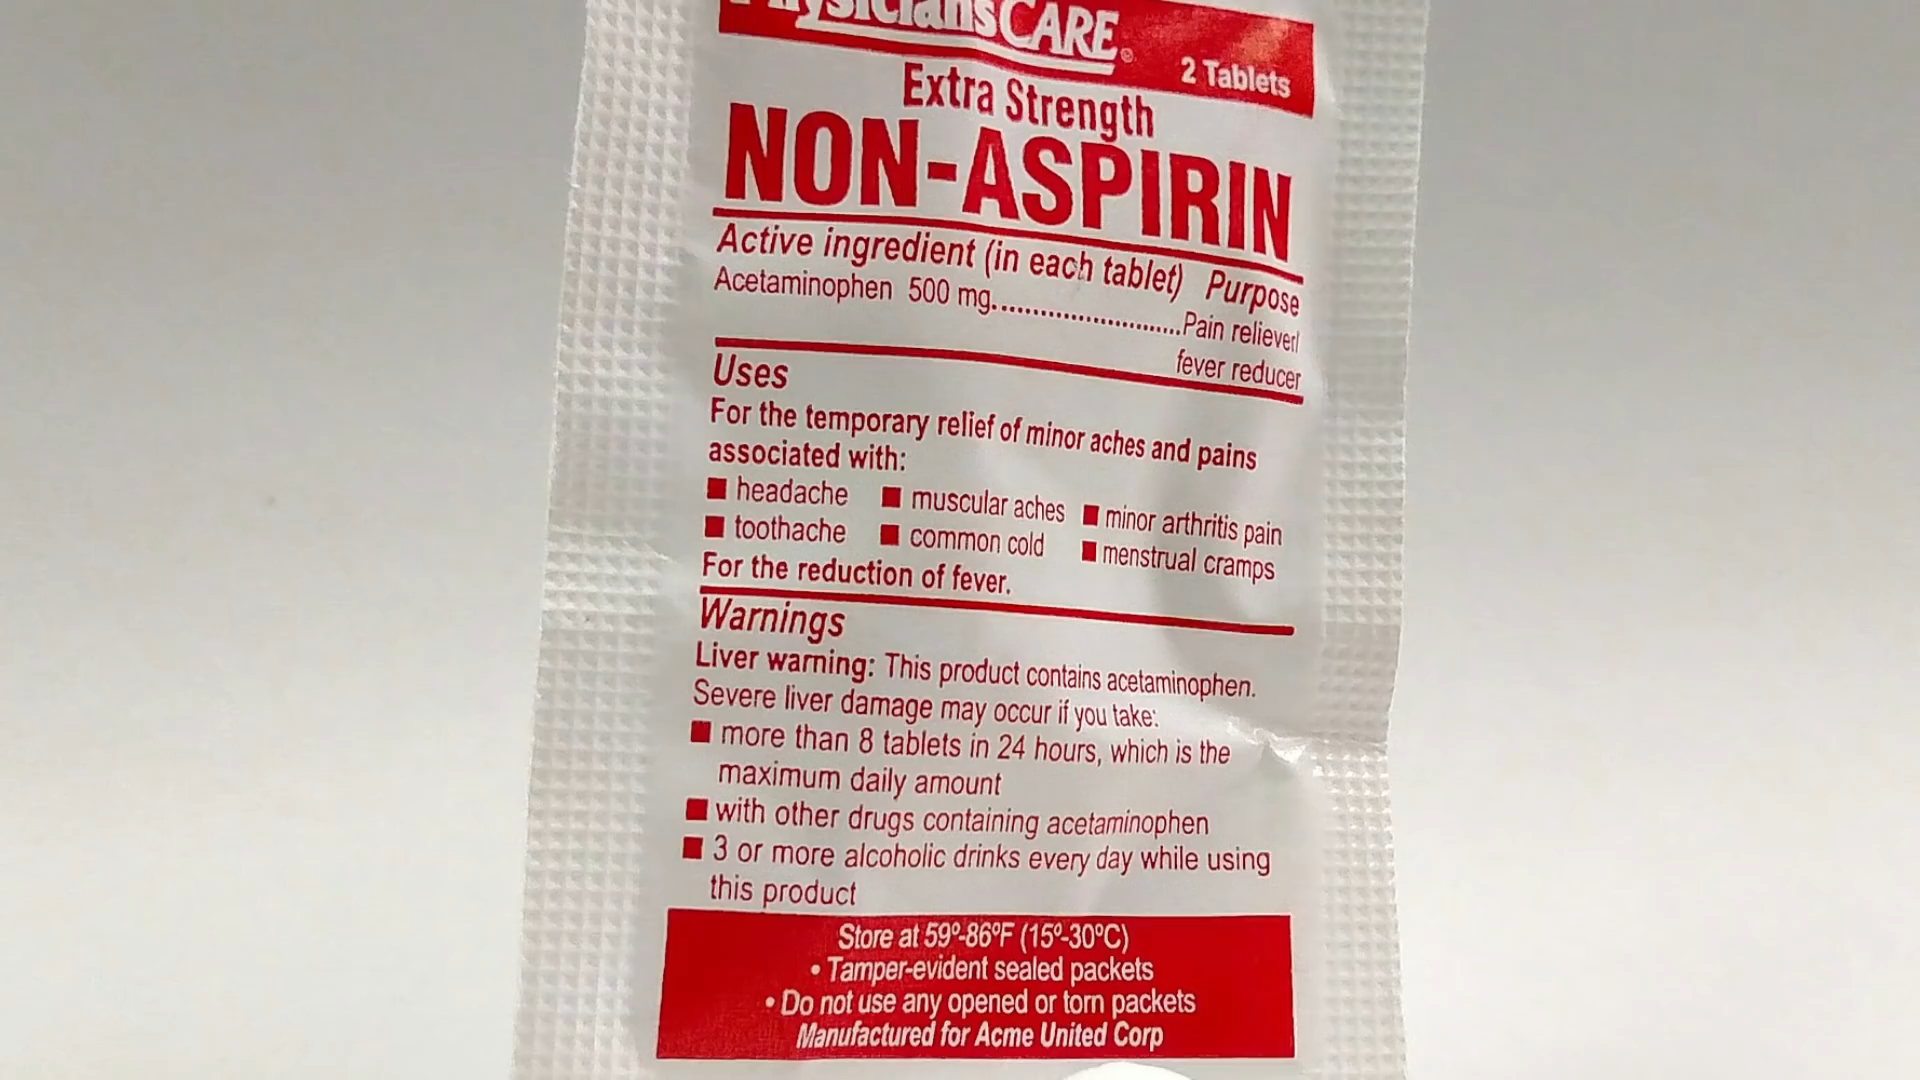 PhysiciansCARE®
2 Tablets
Extra Strength
NON-ASPIRIN
Active ingredient (in each tablet) Purpose
Acetaminophen 500 mg..........................Pain reliever/
fever reducer
Uses
For the temporary relief of minor aches and pains
associated with:
■ headache ■ muscular aches ■ minor arthritis pain
■ toothache ■ common cold ■ menstrual cramps
For the reduction of fever.
Warnings
Liver warning: This product contains acetaminophen.
Severe liver damage may occur if you take:
■ more than 8 tablets in 24 hours, which is the
maximum daily amount
■ with other drugs containing acetaminophen
■ 3 or more alcoholic drinks every day while using
this product
Store at 59º-86ºF (15º-30ºC)
• Tamper-evident sealed packets
• Do not use any opened or torn packets
Manufactured for Acme United Corp